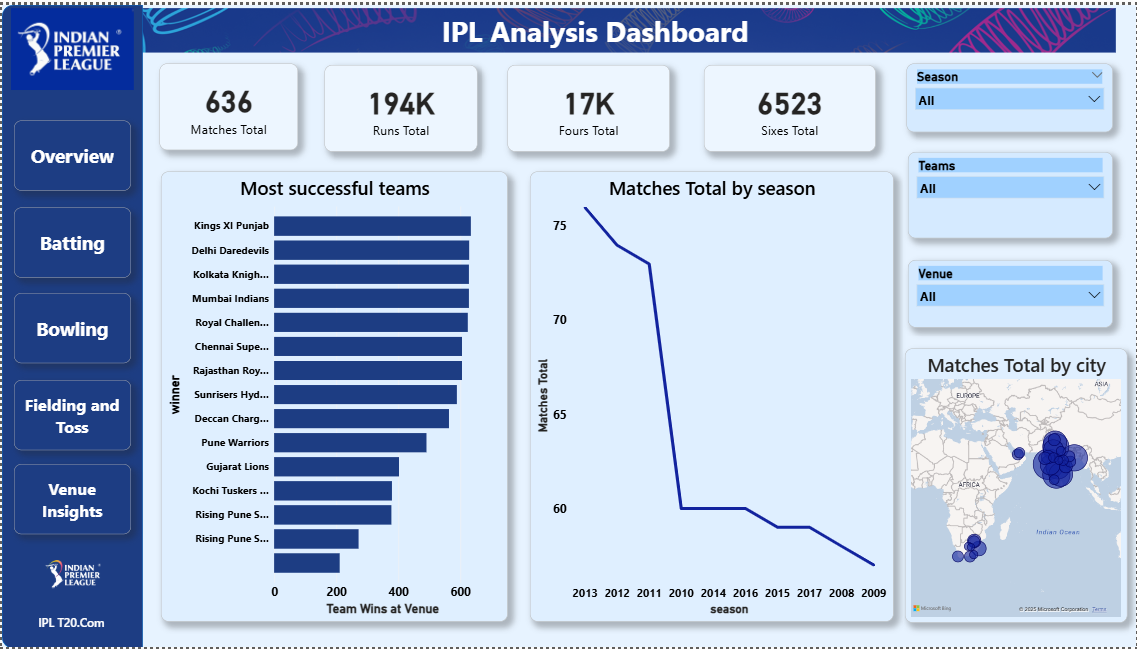 INDIAN
PREMIER
LEAGUE
IPL Analysis Dashboard
Overview
Batting
Bowling
Fielding and
Toss
Venue
Insights
INDIAN
PREMIER
LEAGUE
IPL T20.Com
636
Matches Total
194K
Runs Total
17K
Fours Total
6523
Sixes Total
Season
All
Teams
All
Venue
All
Most successful teams
winner
Kings XI Punjab
Delhi Daredevils
Kolkata Knigh...
Mumbai Indians
Royal Challen...
Chennai Supe...
Rajasthan Roy...
Sunrisers Hyd...
Deccan Charg...
Pune Warriors
Gujarat Lions
Kochi Tuskers ...
Rising Pune S...
Rising Pune S...
0 200 400 600
Team Wins at Venue
Matches Total by season
Matches Total
75
70
65
60
2013 2012 2011 2010 2014 2016 2015 2017 2008 2009
season
Matches Total by city
ASIA
EUROPE
AFRICA
Indian Ocean
Microsoft Bing
© 2025 Microsoft Corporation Terms